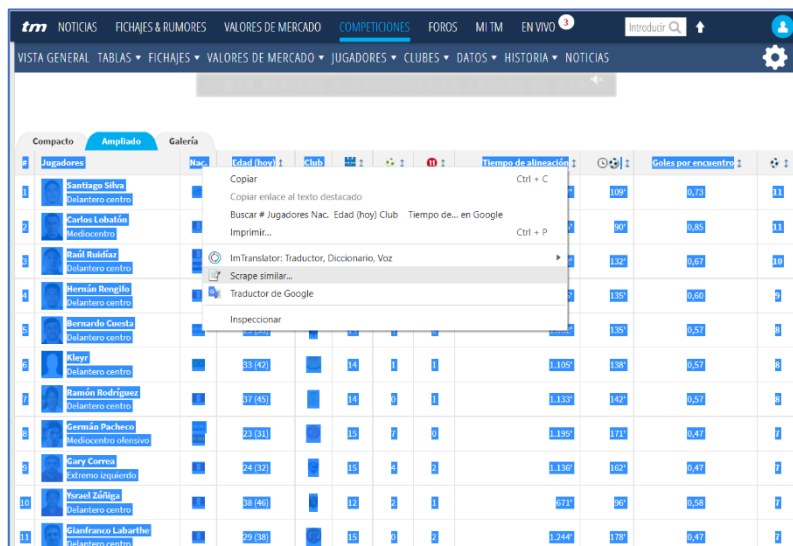 tm NOTICIAS FICHAJES & RUMORES VALORES DE MERCADO COMPETICIONES FOROS MI TM EN VIVO 3 Introducir
VISTA GENERAL TABLAS FICHAJES VALORES DE MERCADO JUGADORES CLUBES DATOS HISTORIA NOTICIAS
Compacto Ampliado Galería
# Jugadores Nac. Edad (hoy) Club 11 Tiempo de alineación Goles por encuentro
Copiar Ctrl + C
Copiar enlace al texto destacado
Buscar # Jugadores Nac. Edad (hoy) Club Tiempo de... en Google
Imprimir... Ctrl + P
ImTranslator: Traductor, Diccionario, Voz
Scrape similar...
Traductor de Google
Inspeccionar
1 Santiago Silva 109' 0,73 11
Delantero centro
2 Carlos Lobatón 90' 0,85 11
Mediocentro
3 Raúl Ruidíaz 132' 0,67 10
Delantero centro
4 Hernán Rengifo 135' 0,60 9
Delantero centro
5 Bernardo Cuesta 135' 0,57 8
Delantero centro
6 Kleyr 33 (42) 14 1 1 1.105' 138' 0,57 8
Delantero centro
7 Ramón Rodríguez 37 (45) 14 0 1 1.133' 142' 0,57 8
Delantero centro
8 Germán Pacheco 23 (31) 15 7 0 1.195' 171' 0,47 7
Mediocentro ofensivo
9 Gary Correa 24 (32) 15 4 2 1.136' 162' 0,47 7
Extremo izquierdo
10 Ysrael Zúñiga 38 (46) 12 2 1 671' 96' 0,58 7
Delantero centro
11 Gianfranco Labarthe 29 (38) 15 0 2 1.244' 178' 0,47 7
Delantero centro